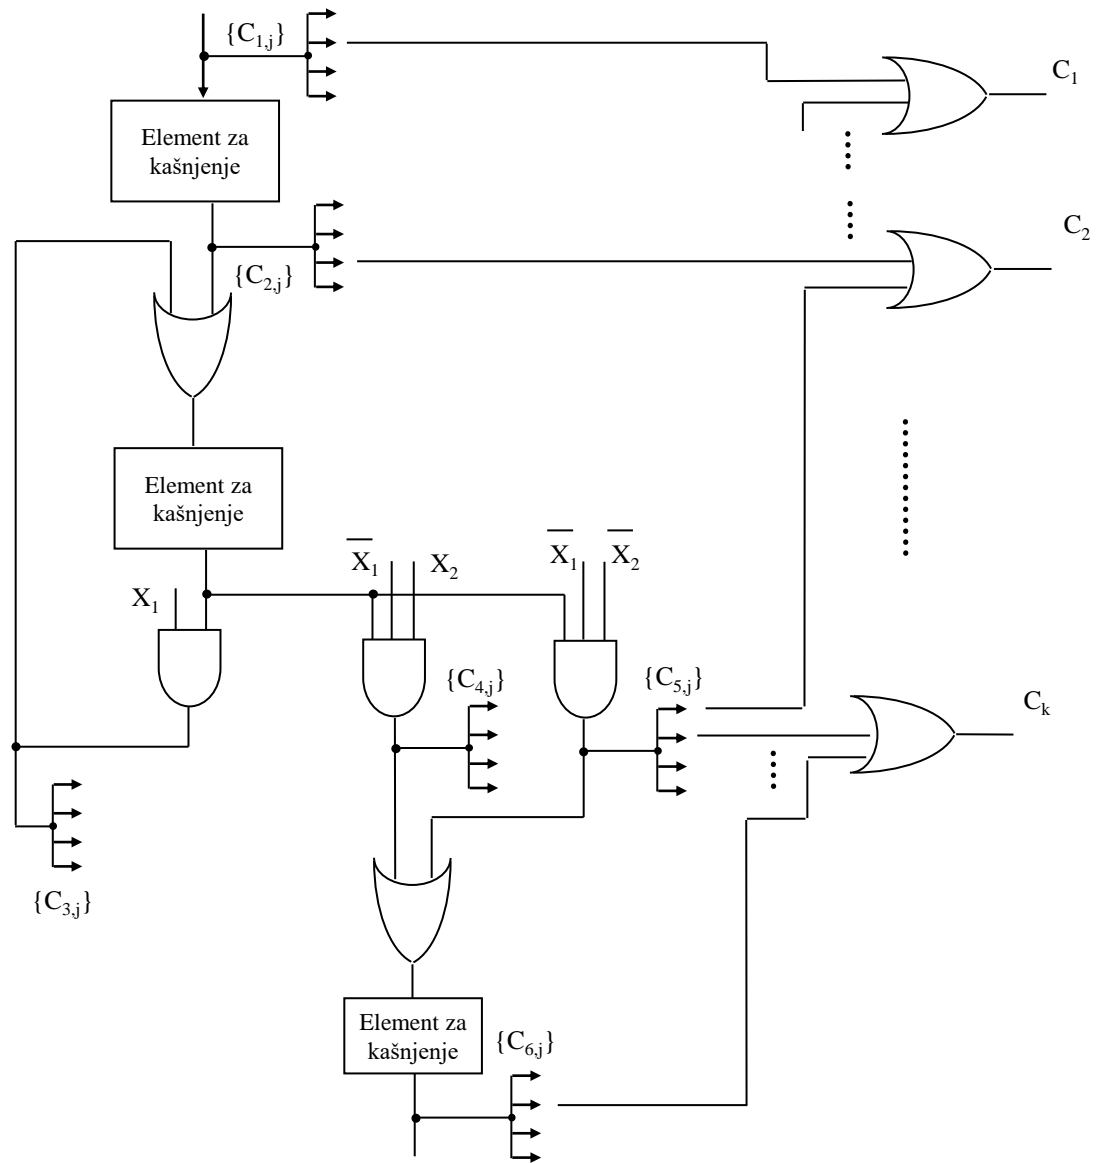 {C₁,ⱼ}
C₁
Element za
kašnjenje
C₂
{C₂,ⱼ}
Element za
kašnjenje
X₁
X̅₁
X₂
X̅₁
X̅₂
{C₄,ⱼ}
{C₅,ⱼ}
Cₖ
{C₃,ⱼ}
Element za
kašnjenje
{C₆,ⱼ}